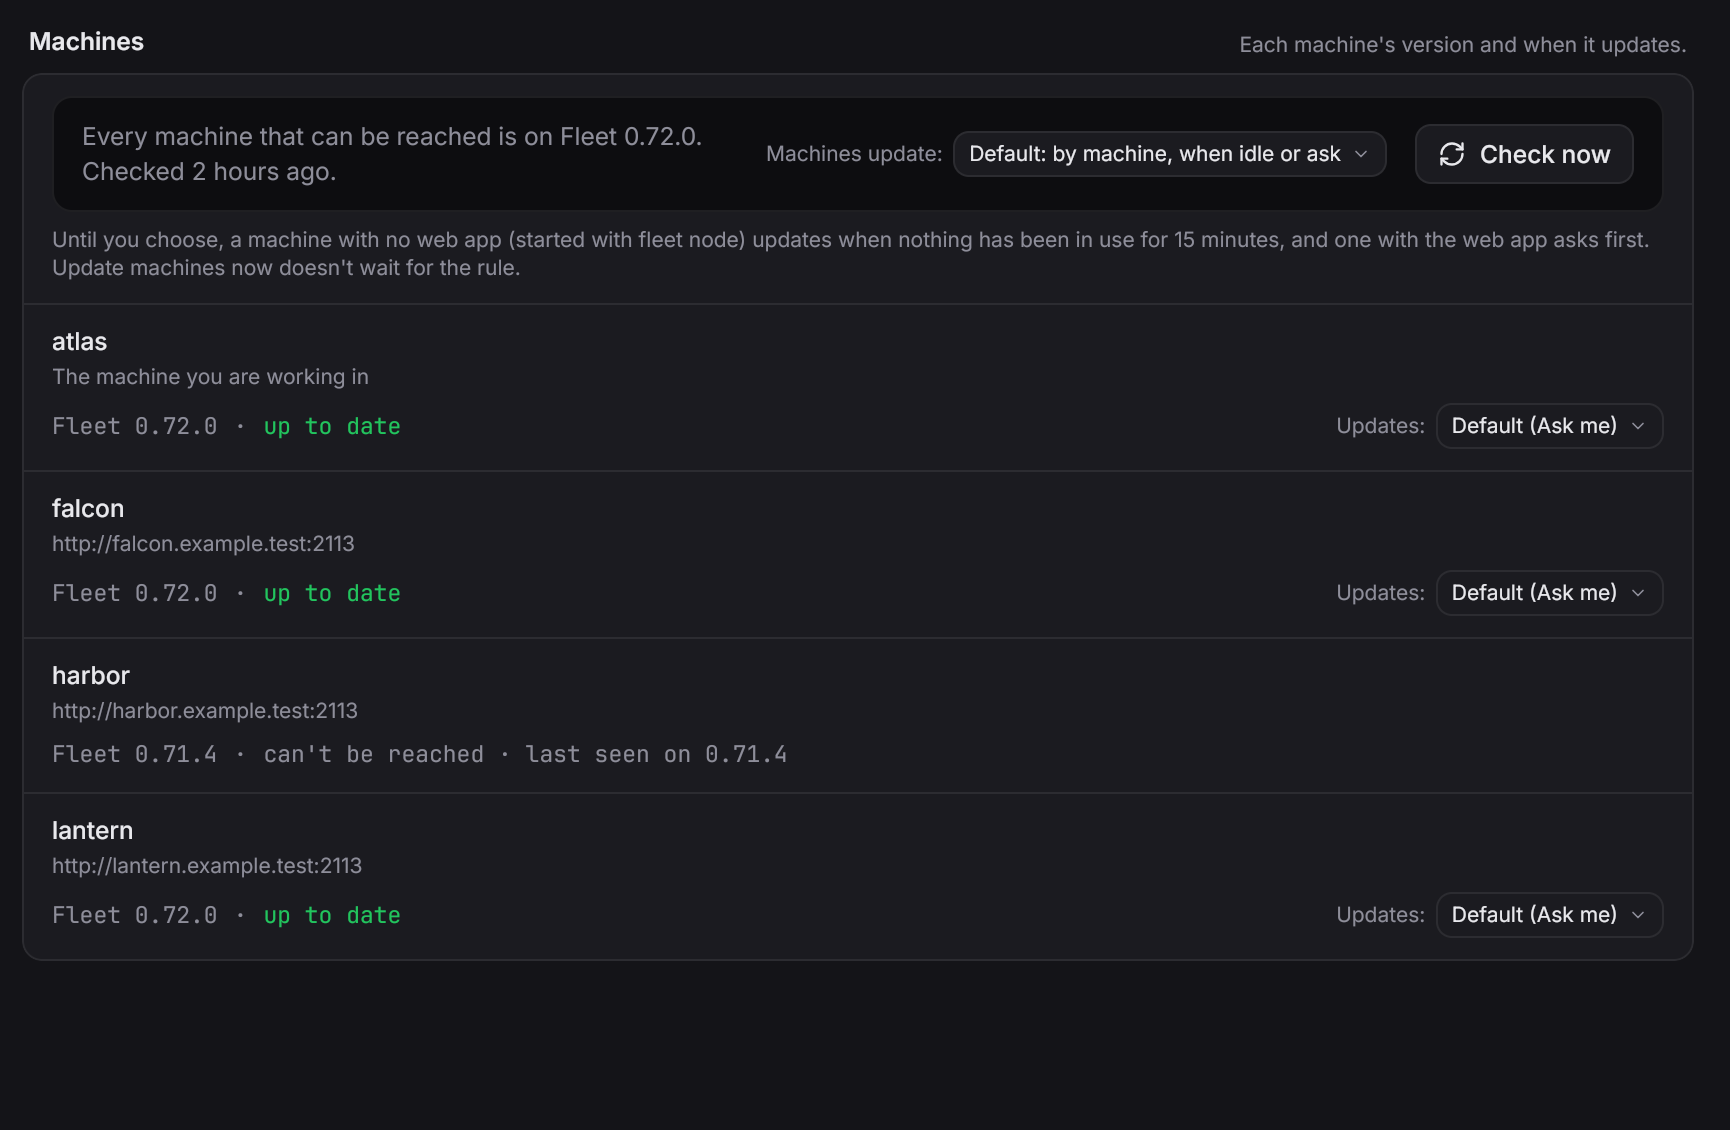 Machines
Each machine's version and when it updates.
Every machine that can be reached is on Fleet 0.72.0.
Checked 2 hours ago.
Machines update:
Default: by machine, when idle or ask
Check now
Until you choose, a machine with no web app (started with fleet node) updates when nothing has been in use for 15 minutes, and one with the web app asks first.
Update machines now doesn't wait for the rule.
atlas
The machine you are working in
Fleet 0.72.0 · up to date
Updates: Default (Ask me)
falcon
http://falcon.example.test:2113
Fleet 0.72.0 · up to date
Updates: Default (Ask me)
harbor
http://harbor.example.test:2113
Fleet 0.71.4 · can't be reached · last seen on 0.71.4
lantern
http://lantern.example.test:2113
Fleet 0.72.0 · up to date
Updates: Default (Ask me)